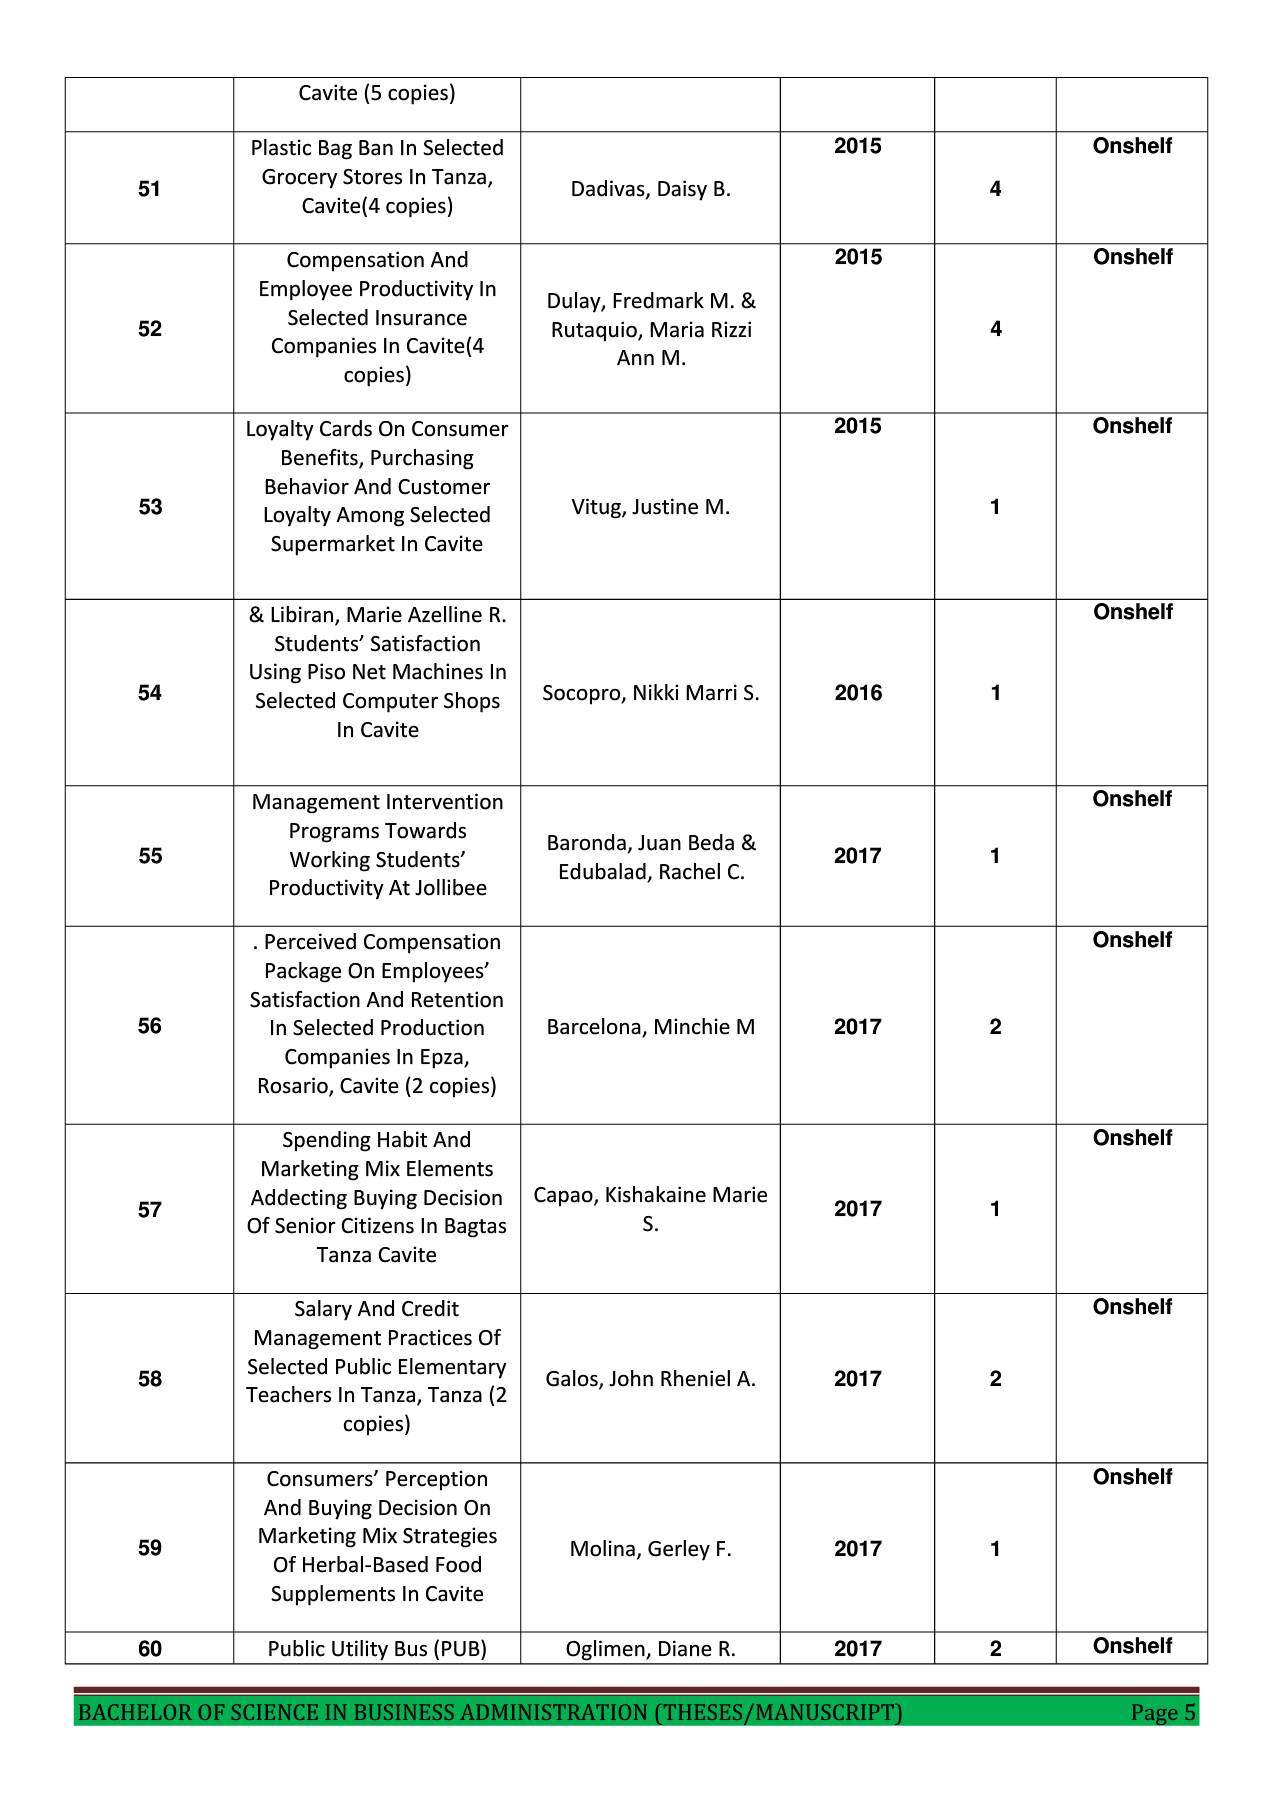 Cavite (5 copies)
51
Plastic Bag Ban In Selected
Grocery Stores In Tanza,
Cavite(4 copies)
Dadivas, Daisy B.
2015
4
Onshelf
52
Compensation And
Employee Productivity In
Selected Insurance
Companies In Cavite(4
copies)
Dulay, Fredmark M. &
Rutaquio, Maria Rizzi
Ann M.
2015
4
Onshelf
53
Loyalty Cards On Consumer
Benefits, Purchasing
Behavior And Customer
Loyalty Among Selected
Supermarket In Cavite
Vitug, Justine M.
2015
1
Onshelf
54
& Libiran, Marie Azelline R.
Students’ Satisfaction
Using Piso Net Machines In
Selected Computer Shops
In Cavite
Socopro, Nikki Marri S.
2016
1
Onshelf
55
Management Intervention
Programs Towards
Working Students’
Productivity At Jollibee
Baronda, Juan Beda &
Edubalad, Rachel C.
2017
1
Onshelf
56
. Perceived Compensation
Package On Employees’
Satisfaction And Retention
In Selected Production
Companies In Epza,
Rosario, Cavite (2 copies)
Barcelona, Minchie M
2017
2
Onshelf
57
Spending Habit And
Marketing Mix Elements
Addecting Buying Decision
Of Senior Citizens In Bagtas
Tanza Cavite
Capao, Kishakaine Marie
S.
2017
1
Onshelf
58
Salary And Credit
Management Practices Of
Selected Public Elementary
Teachers In Tanza, Tanza (2
copies)
Galos, John Rheniel A.
2017
2
Onshelf
59
Consumers’ Perception
And Buying Decision On
Marketing Mix Strategies
Of Herbal-Based Food
Supplements In Cavite
Molina, Gerley F.
2017
1
Onshelf
60
Public Utility Bus (PUB)
Oglimen, Diane R.
2017
2
Onshelf
BACHELOR OF SCIENCE IN BUSINESS ADMINISTRATION (THESES/MANUSCRIPT) Page 5